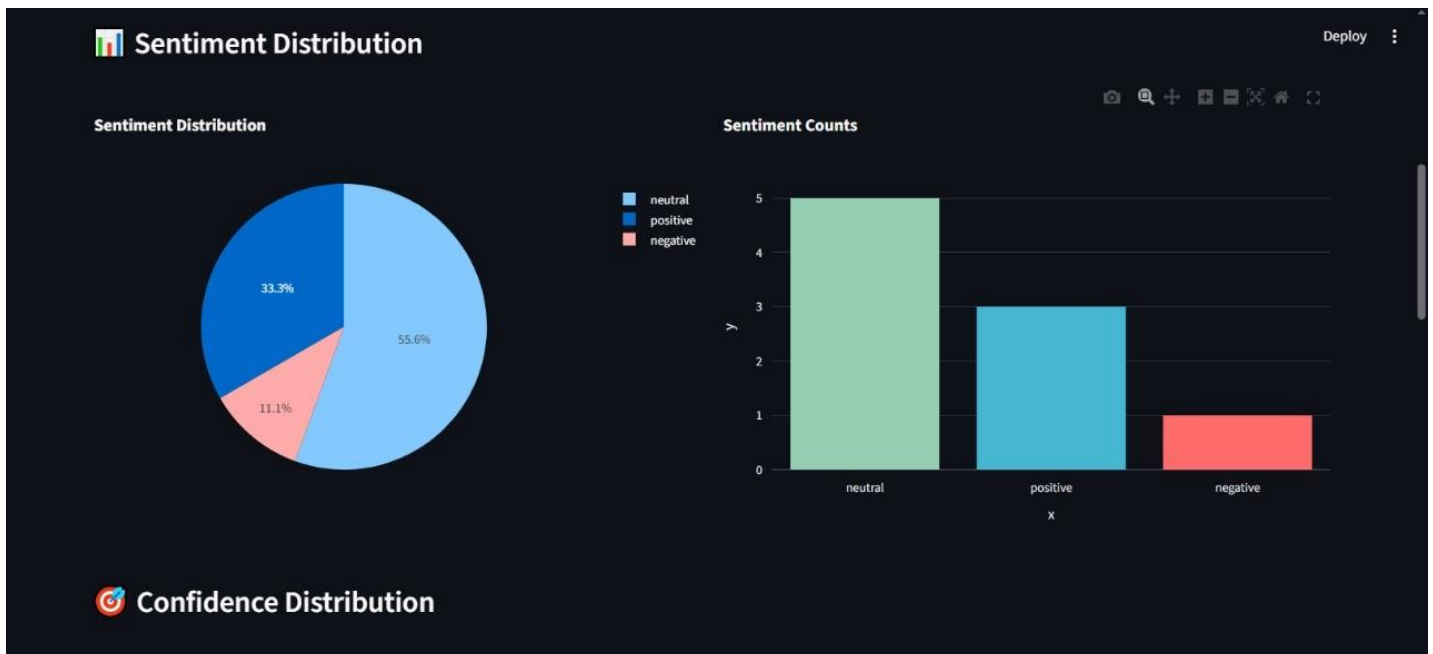 Sentiment Distribution
Deploy
Sentiment Distribution
33.3%
55.6%
11.1%
neutral
positive
negative
Sentiment Counts
5
4
3
2
1
0
y
neutral
positive
negative
x
Confidence Distribution